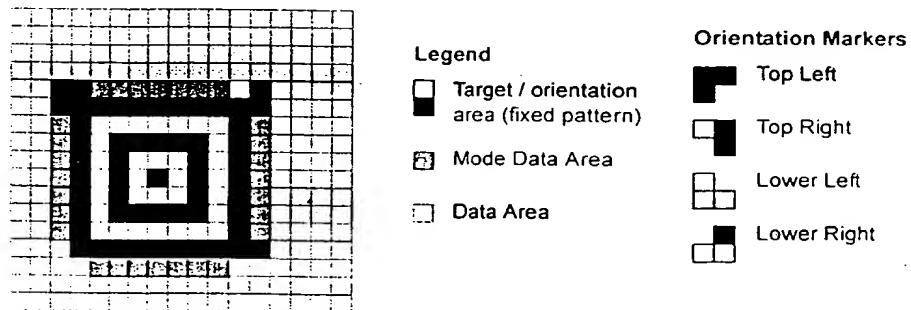 Legend
Target / orientation
area (fixed pattern)
Mode Data Area
Data Area
Orientation Markers
Top Left
Top Right
Lower Left
Lower Right